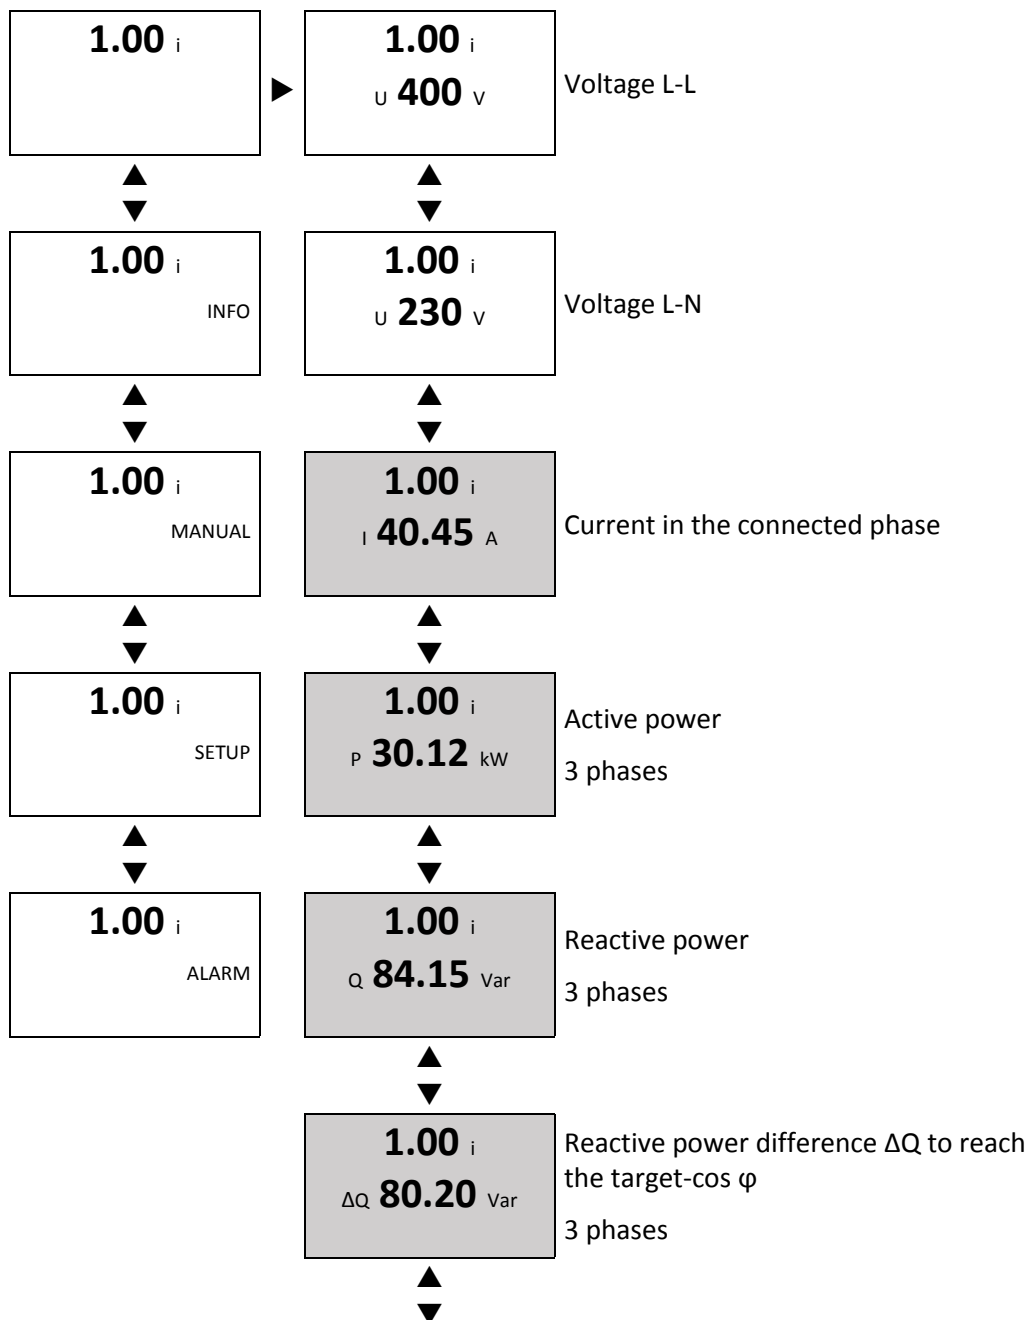 1.00 i
1.00 i
U 400 V
Voltage L-L
1.00 i
INFO
1.00 i
U 230 V
Voltage L-N
1.00 i
MANUAL
1.00 i
I 40.45 A
Current in the connected phase
1.00 i
SETUP
1.00 i
P 30.12 kW
Active power
3 phases
1.00 i
ALARM
1.00 i
Q 84.15 Var
Reactive power
3 phases
1.00 i
ΔQ 80.20 Var
Reactive power difference ΔQ to reach
the target-cos φ
3 phases